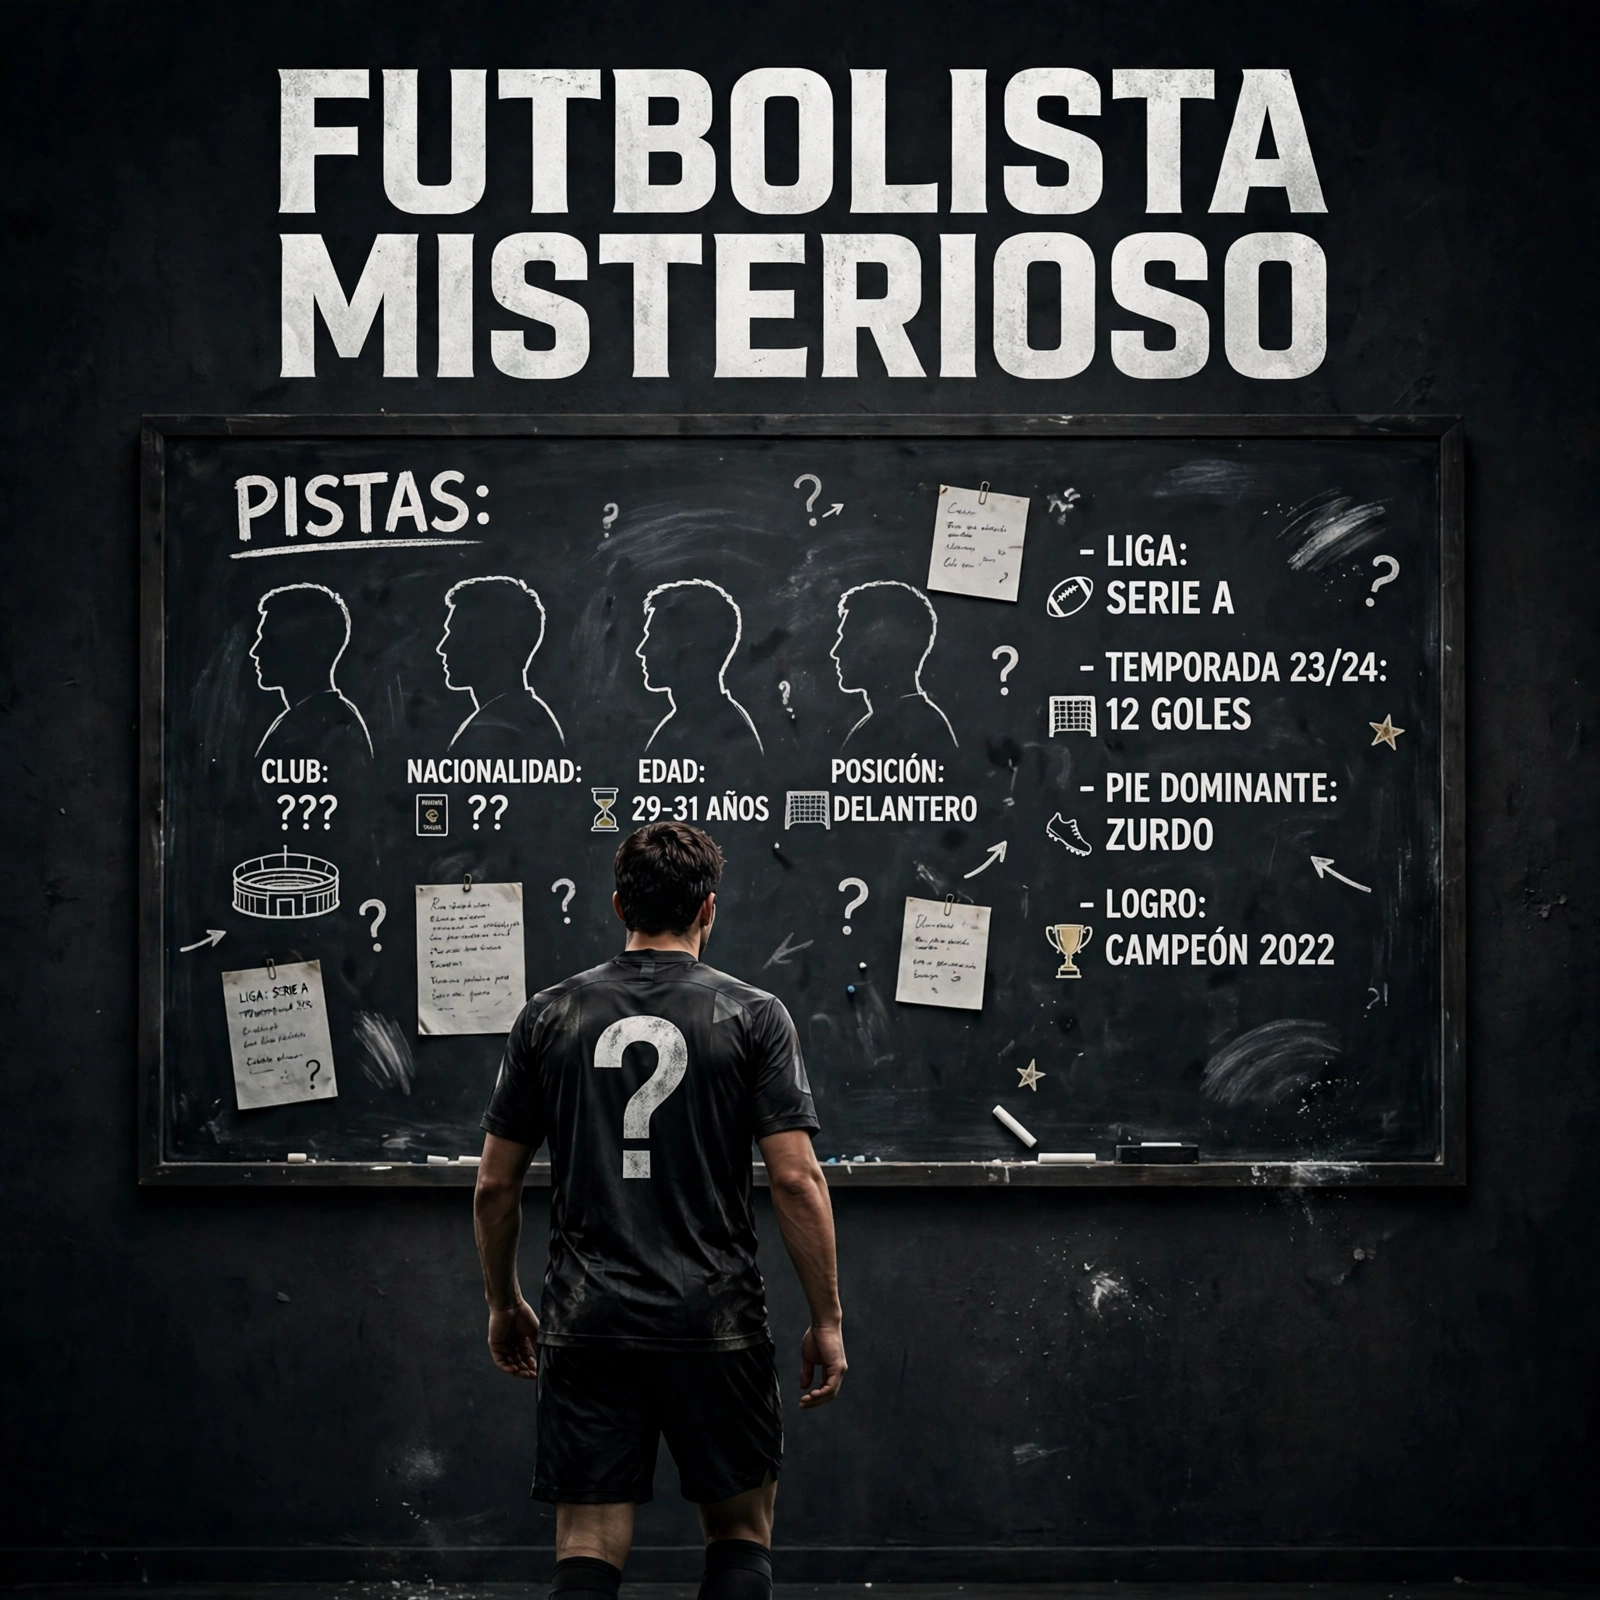 FUTBOLISTA
MISTERIOSO
PISTAS:
CLUB:
???
NACIONALIDAD:
??
EDAD:
29-31 AÑOS
POSICIÓN:
DELANTERO
- LIGA:
SERIE A
- TEMPORADA 23/24:
12 GOLES
- PIE DOMINANTE:
ZURDO
- LOGRO:
CAMPEÓN 2022
LIGA: SERIE A
?